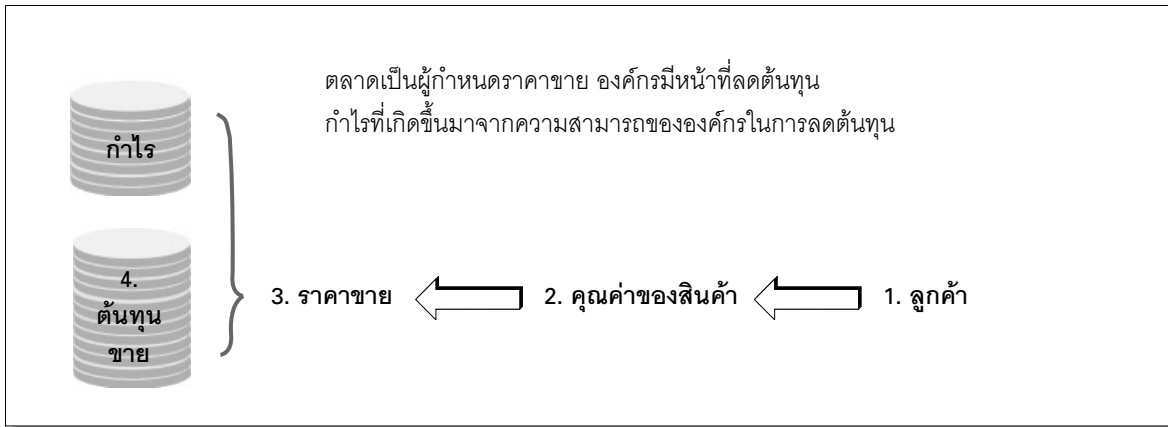 ตลาดเป็นผู้กำหนดราคาขาย องค์กรมีหน้าที่ลดต้นทุน
กำไรที่เกิดขึ้นมาจากความสามารถขององค์กรในการลดต้นทุน
กำไร
4.
ต้นทุน
ขาย
3. ราคาขาย
2. คุณค่าของสินค้า
1. ลูกค้า